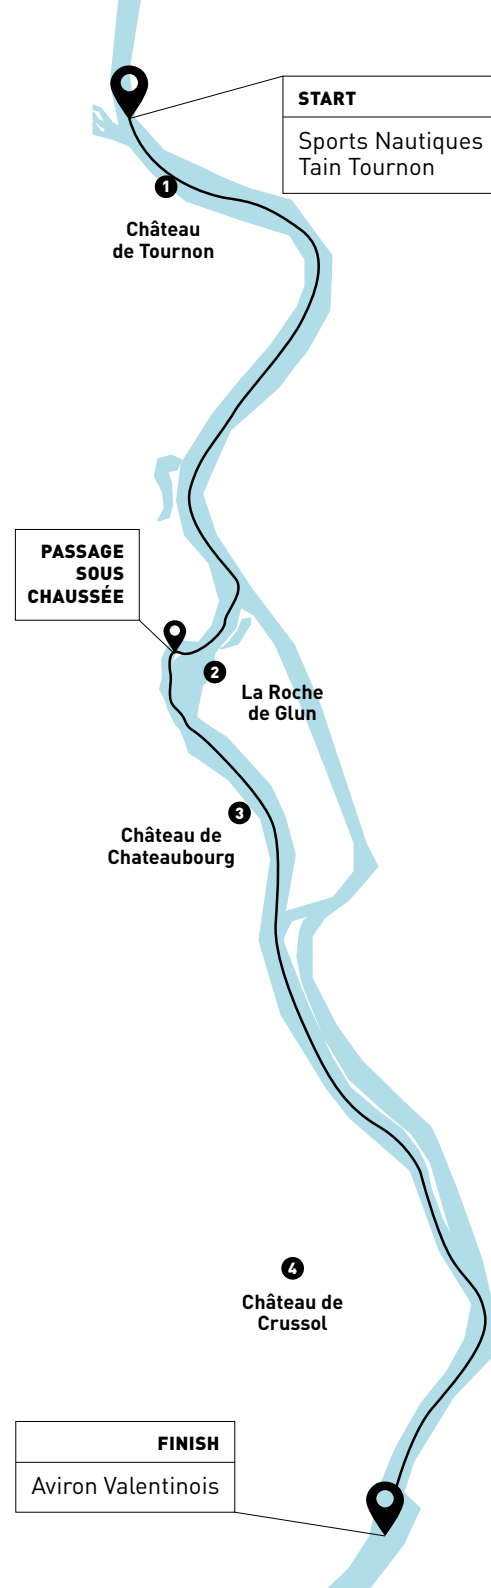 START
Sports Nautiques
Tain Tournon
1
Château
de Tournon
PASSAGE
SOUS
CHAUSSÉE
2
La Roche
de Glun
3
Château de
Chateaubourg
4
Château de
Crussol
FINISH
Aviron Valentinois